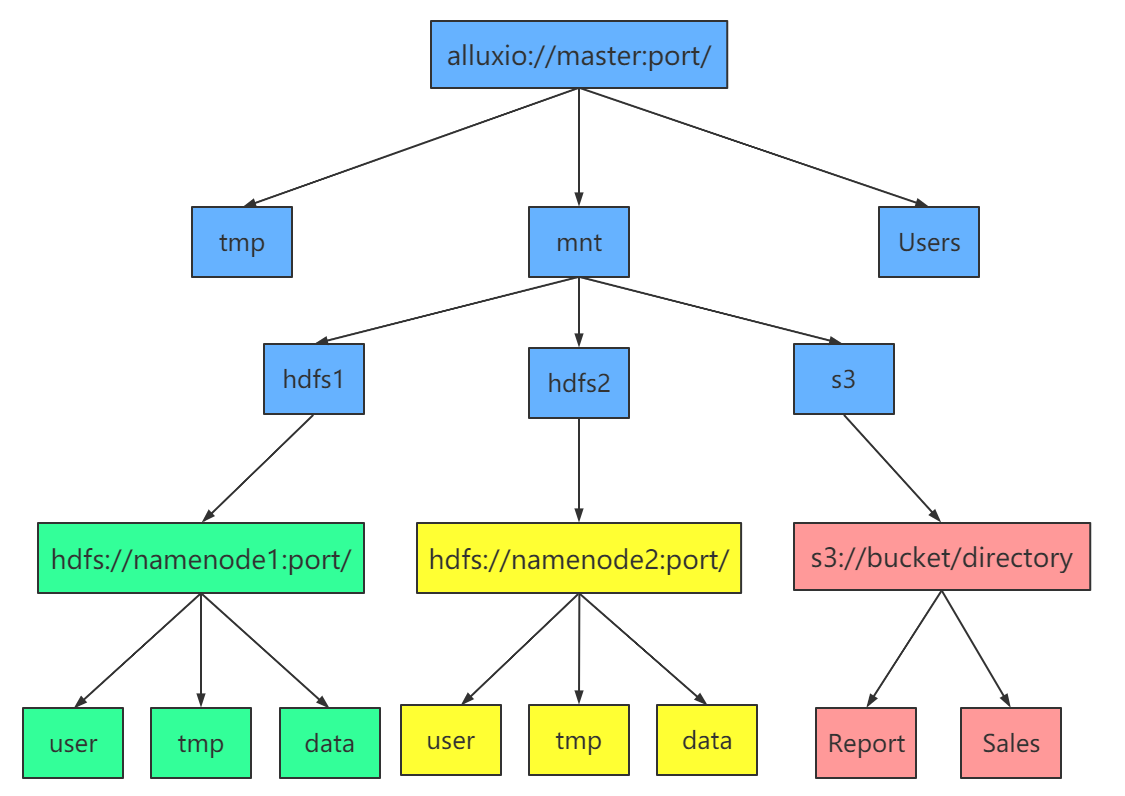 alluxio://master:port/
tmp
mnt
Users
hdfs1
hdfs2
s3
hdfs://namenode1:port/
hdfs://namenode2:port/
s3://bucket/directory
user
tmp
data
user
tmp
data
Report
Sales